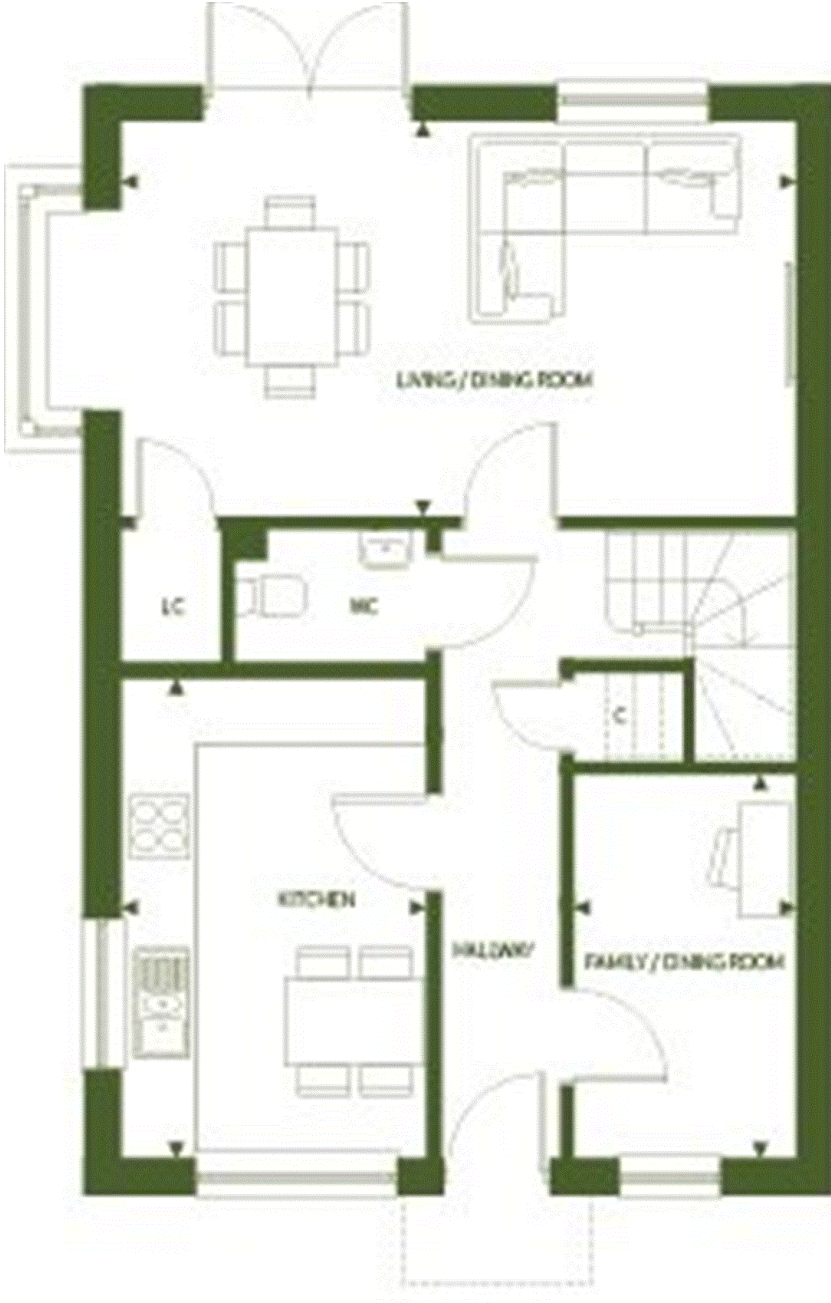 LIVING / DINING ROOM
LC
WC
C
KITCHEN
HALLWAY
FAMILY / DINING ROOM